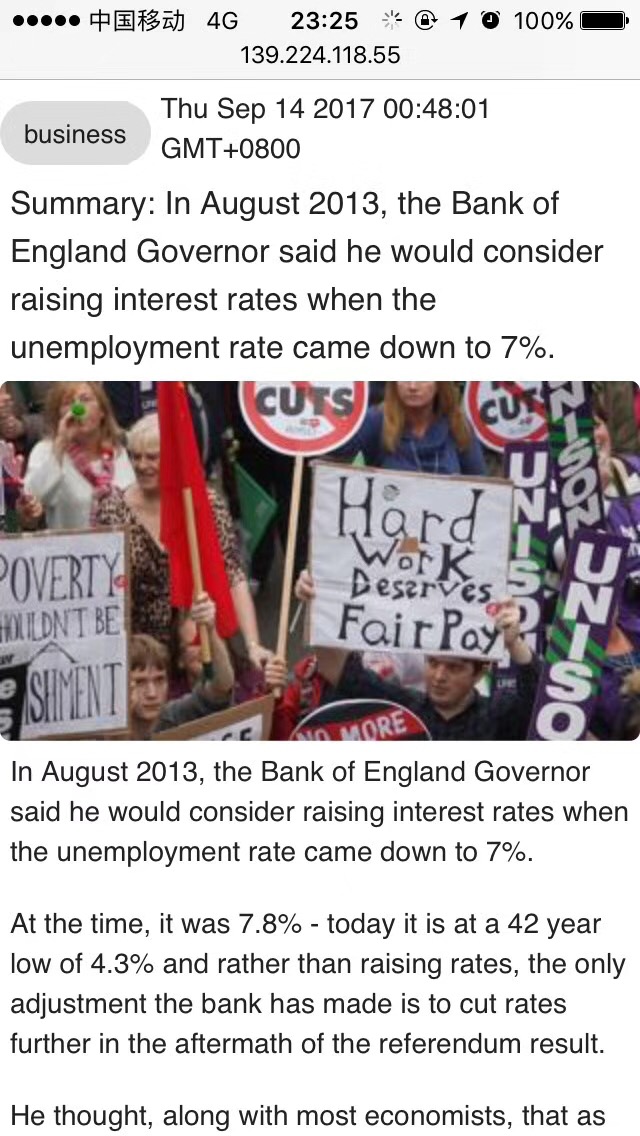 中国移动 4G 23:25 100%
139.224.118.55
business
Thu Sep 14 2017 00:48:01
GMT+0800
Summary: In August 2013, the Bank of
England Governor said he would consider
raising interest rates when the
unemployment rate came down to 7%.
CUTS
CUT
UNISON
UNISO
UNISO
Hard
Work
Deserves
Fair Pay
POVERTY
HOULDN'T BE
ISHMENT
NO MORE
In August 2013, the Bank of England Governor
said he would consider raising interest rates when
the unemployment rate came down to 7%.
At the time, it was 7.8% - today it is at a 42 year
low of 4.3% and rather than raising rates, the only
adjustment the bank has made is to cut rates
further in the aftermath of the referendum result.
He thought, along with most economists, that as